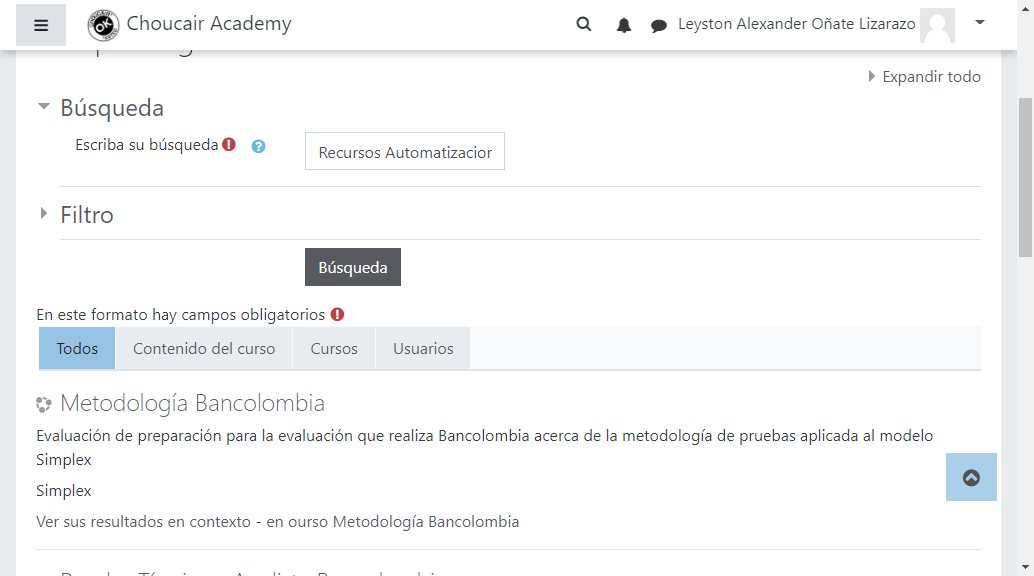 Choucair Academy
Leyston Alexander Oñate Lizarazo
Expandir todo
Búsqueda
Escriba su búsqueda
Recursos Automatizacior
Filtro
Búsqueda
En este formato hay campos obligatorios
Todos
Contenido del curso
Cursos
Usuarios
Metodología Bancolombia
Evaluación de preparación para la evaluación que realiza Bancolombia acerca de la metodología de pruebas aplicada al modelo
Simplex
Simplex
Ver sus resultados en contexto - en ourso Metodología Bancolombia